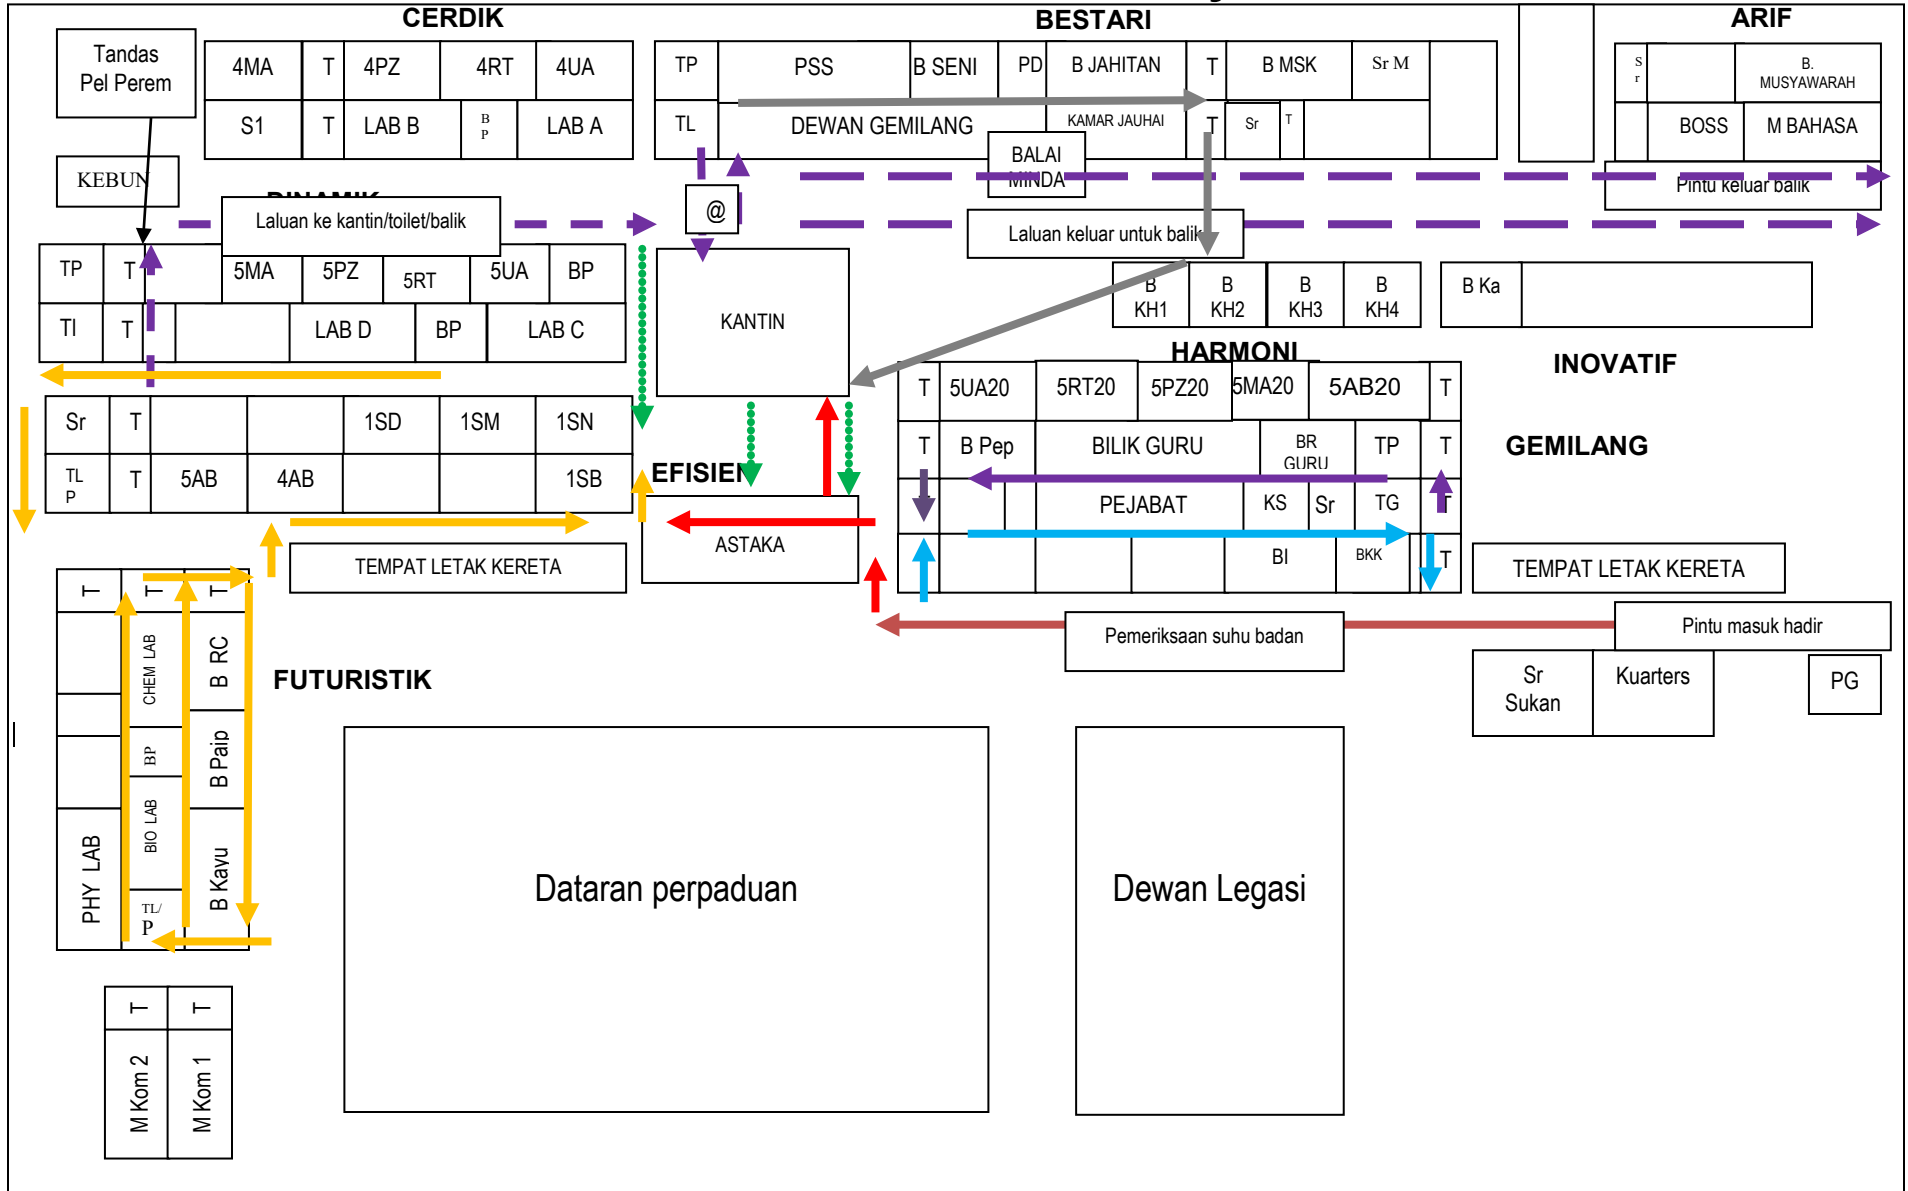 CERDIK
BESTARI
ARIF
Tandas
Pel Perem
4MA T 4PZ 4RT 4UA
S1 T LAB B B P LAB A
TP PSS B SENI PD B JAHITAN T B MSK Sr M
TL DEWAN GEMILANG KAMAR JAUHAI T Sr T
S r B. MUSYAWARAH
BOSS M BAHASA
BALAI
MINDA
KEBUN
DINAMIK
Laluan ke kantin/toilet/balik
@
Pintu keluar balik
Laluan keluar untuk balik
TP T 5MA 5PZ 5RT 5UA BP
TI T LAB D BP LAB C
KANTIN
B KH1 B KH2 B KH3 B KH4 B Ka
HARMONI
INOVATIF
T 5UA20 5RT20 5PZ20 5MA20 5AB20 T
T B Pep BILIK GURU BR GURU TP T
PEJABAT KS Sr TG T
BI BKK T
GEMILANG
Sr T 1SD 1SM 1SN
TL P T 5AB 4AB 1SB
EFISIEN
ASTAKA
TEMPAT LETAK KERETA
TEMPAT LETAK KERETA
Pemeriksaan suhu badan
Pintu masuk hadir
Sr
Sukan
Kuarters
PG
T T T
CHEM LAB
B RC
FUTURISTIK
BP
B Paip
BIO LAB
PHY LAB
TL/
P
B Kayu
Dataran perpaduan
Dewan Legasi
T T
M Kom 2
M Kom 1